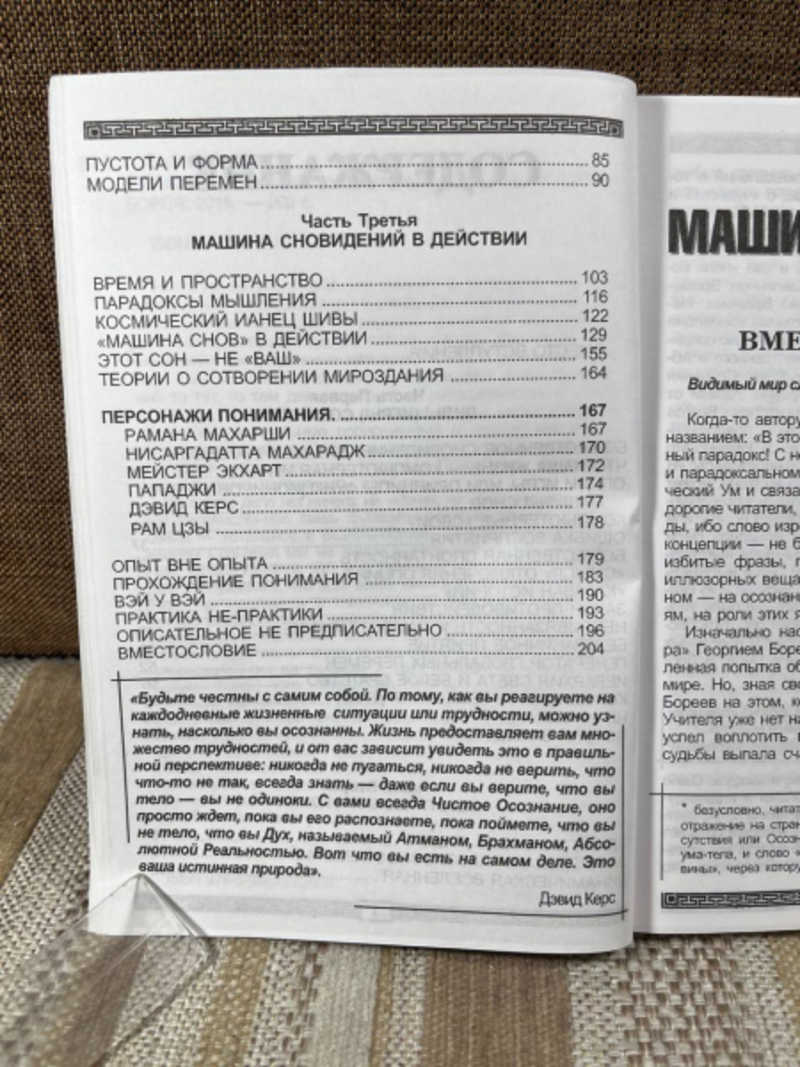 ПУСТОТА И ФОРМА ..... 85
МОДЕЛИ ПЕРЕМЕН ..... 90
Часть Третья
МАШИНА СНОВИДЕНИЙ В ДЕЙСТВИИ
ВРЕМЯ И ПРОСТРАНСТВО ..... 103
ПАРАДОКСЫ МЫШЛЕНИЯ ..... 116
КОСМИЧЕСКИЙ ИАНЕЦ ШИВЫ ..... 122
«МАШИНА СНОВ» В ДЕЙСТВИИ ..... 129
ЭТОТ СОН — НЕ «ВАШ» ..... 155
ТЕОРИИ О СОТВОРЕНИИ МИРОЗДАНИЯ ..... 164
ПЕРСОНАЖИ ПОНИМАНИЯ. ..... 167
РАМАНА МАХАРШИ ..... 167
НИСАРГАДАТТА МАХАРАДЖ ..... 170
МЕЙСТЕР ЭКХАРТ ..... 172
ПАПАДЖИ ..... 174
ДЭВИД КЕРС ..... 177
РАМ ЦЗЫ ..... 178
ОПЫТ ВНЕ ОПЫТА ..... 179
ПРОХОЖДЕНИЕ ПОНИМАНИЯ ..... 183
ВЭЙ У ВЭЙ ..... 190
ПРАКТИКА НЕ-ПРАКТИКИ ..... 193
ОПИСАТЕЛЬНОЕ НЕ ПРЕДПИСАТЕЛЬНО ..... 196
ВМЕСТОСЛОВИЕ ..... 204
«Будьте честны с самим собой. По тому, как вы реагируете на
каждодневные жизненные ситуации или трудности, можно уз-
нать, насколько вы осознанны. Жизнь предоставляет вам мно-
жество трудностей, и от вас зависит увидеть это в правиль-
ной перспективе: никогда не пугаться, никогда не верить, что
что-то не так, всегда знать — даже если вы верите, что вы
тело — вы не одиноки. С вами всегда Чистое Осознание, оно
просто ждет, пока вы его распознаете, пока поймете, что вы
не тело, что вы Дух, называемый Атманом, Брахманом, Абсо-
лютной Реальностью. Вот что вы есть на самом деле. Это
ваша истинная природа».
Дэвид Керс
МАШИ
ВМЕ
Видимый мир с
Когда-то автору
названием: «В это
ный парадокс! С н
и парадоксальном
ческий Ум и связа
дорогие читатели,
ды, ибо слово изр
концепции — не б
избитые фразы, п
иллюзорных веща
ном — на осознан
ям, на роли этих я
Изначально нас
ра» Георгием Боре
ленная попытка об
мире. Но, зная св
Бореев на этом, к
Учителя уже нет н
успел воплотить
судьбы выпала сч
* безусловно, чита
отражение на стран
сутствия или Осозн
ума-тела, и слово «
вины», через котору